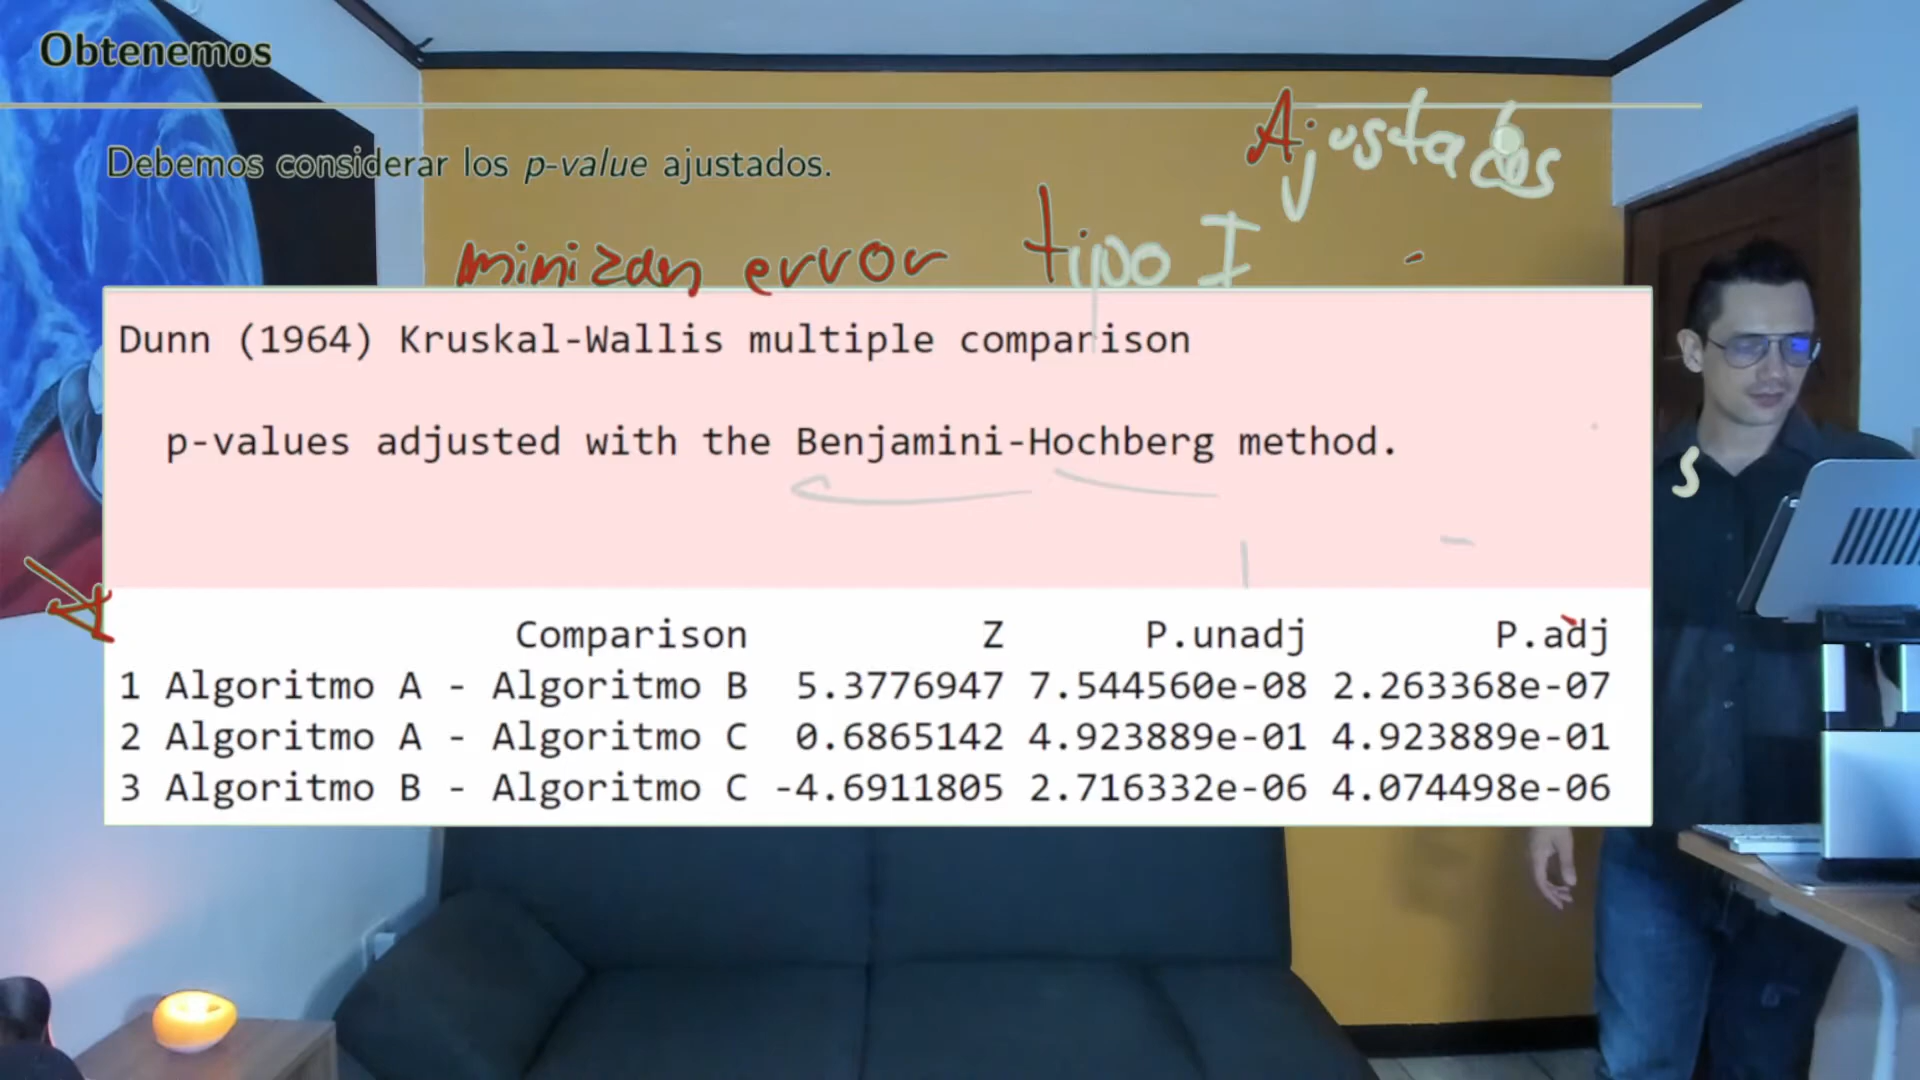 Obtenemos
Ajustados
Debemos considerar los p-value ajustados.
minizan error tipo I
Dunn (1964) Kruskal-Wallis multiple comparison
p-values adjusted with the Benjamini-Hochberg method.
s
Comparison Z P.unadj P.adj
1 Algoritmo A - Algoritmo B 5.3776947 7.544560e-08 2.263368e-07
2 Algoritmo A - Algoritmo C 0.6865142 4.923889e-01 4.923889e-01
3 Algoritmo B - Algoritmo C -4.6911805 2.716332e-06 4.074498e-06